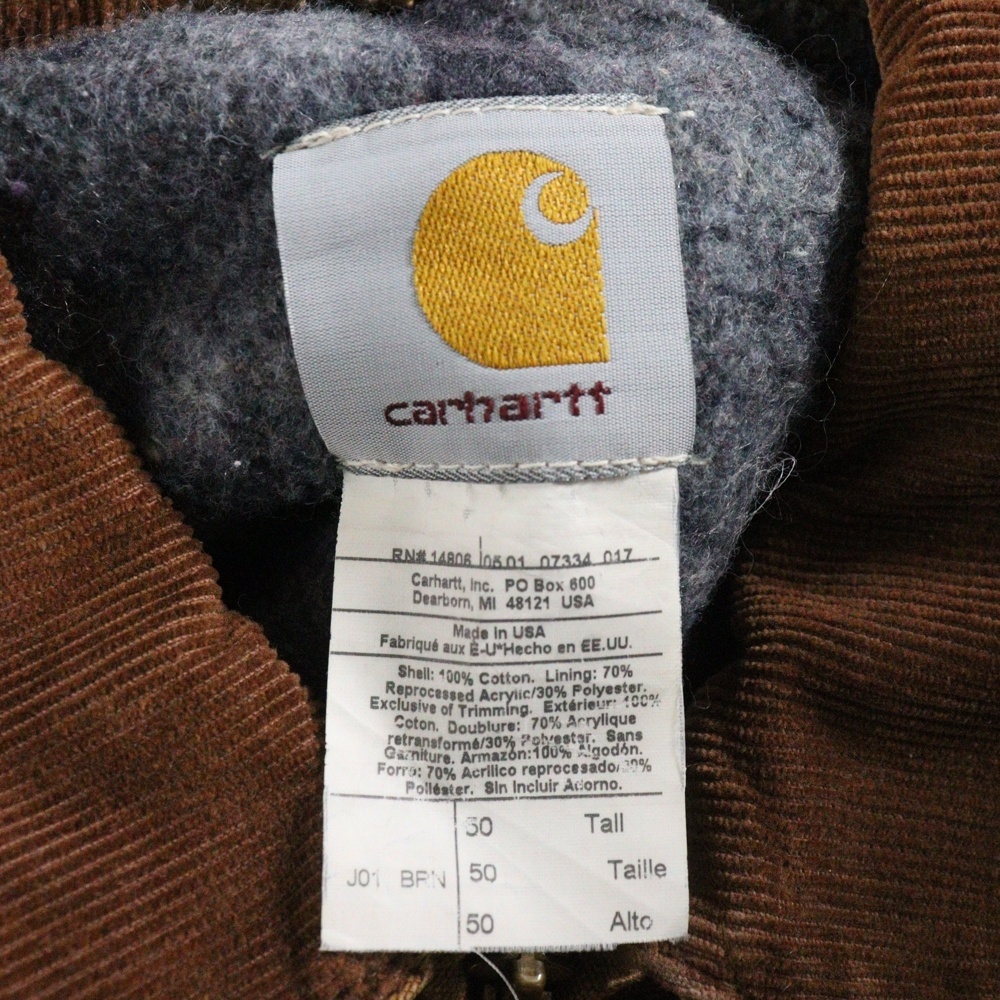 carhartt
RN# 14806 05 01 07334 017
Carhartt, Inc. PO Box 600
Dearborn, MI 48121 USA
Made In USA
Fabriqué aux E-U*Hecho en EE.UU.
Shell: 100% Cotton. Lining: 70%
Reprocessed Acrylic/30% Polyester.
Exclusive of Trimming. Extérieur: 100%
Coton. Doublure: 70% Acrylique
retransformé/30% Polyester. Sans
Garniture. Armazón:100% Algodón.
Forro: 70% Acrilico reprocesado/30%
Poliéster. Sin Incluir Adorno.
50 Tall
J01 BRN 50 Taille
50 Alto